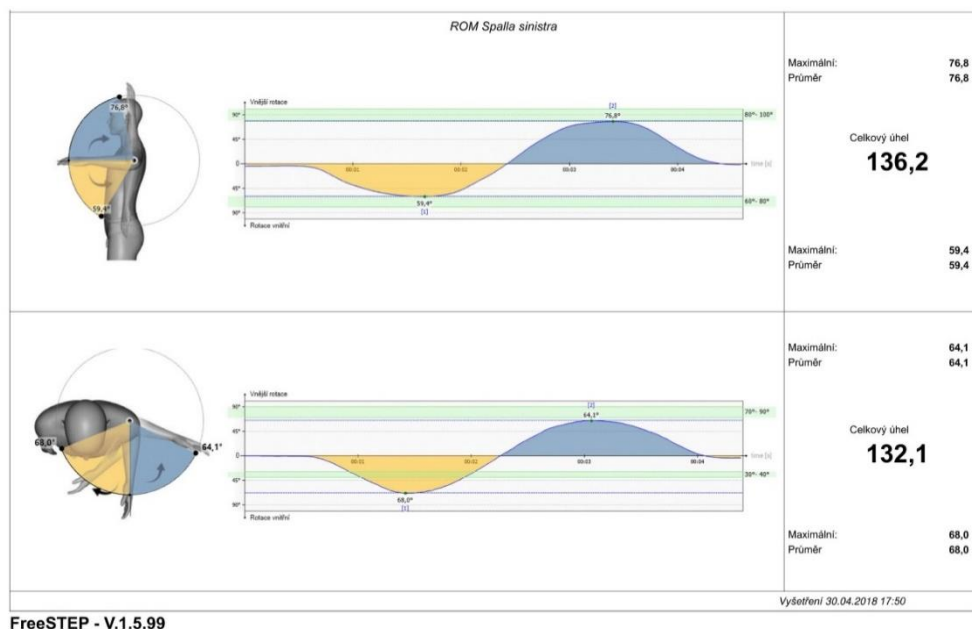 ROM Spalla sinistra
Maximální: 76,8
Průměr 76,8
Celkový úhel
136,2
Maximální: 59,4
Průměr 59,4
76,8°
59,4°
Vnější rotace
90°
45°
0
45°
90°
Rotace vnitřní
[2]
76,8°
80°- 100°
00:01
00:02
00:03
00:04
time [s]
59,4°
[1]
60°- 80°
Maximální: 64,1
Průměr 64,1
Celkový úhel
132,1
Maximální: 68,0
Průměr 68,0
68,0°
64,1°
Vnější rotace
90°
45°
0
45°
90°
Rotace vnitřní
[2]
64,1°
70°- 90°
00:01
00:02
00:03
00:04
time [s]
30°- 40°
68,0°
[1]
Vyšetření 30.04.2018 17:50
FreeSTEP - V.1.5.99